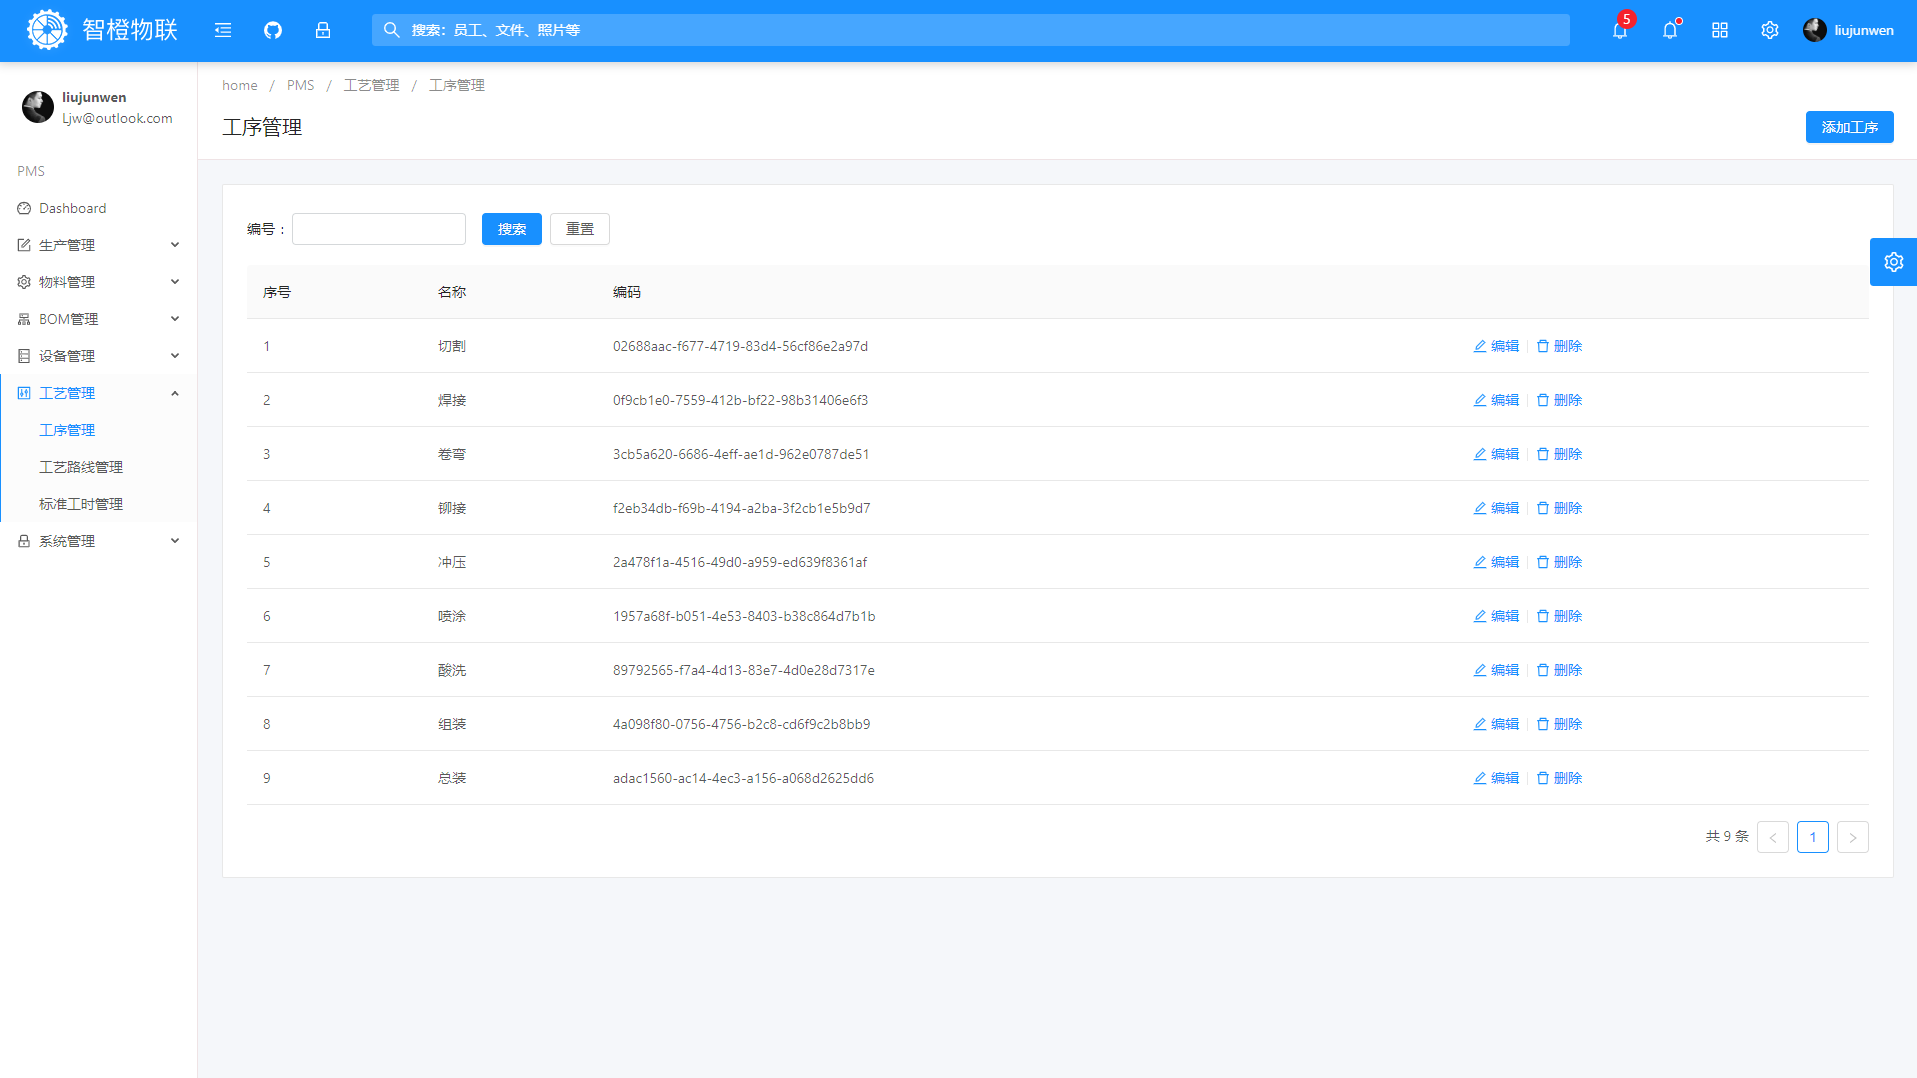 智橙物联
搜索：员工、文件、照片等
5
liujunwen
liujunwen
Ljw@outlook.com
PMS
Dashboard
生产管理
物料管理
BOM管理
设备管理
工艺管理
工序管理
工艺路线管理
标准工时管理
系统管理
home / PMS / 工艺管理 / 工序管理
工序管理
添加工序
编号 : 搜索 重置
序号 名称 编码
1 切割 02688aac-f677-4719-83d4-56cf86e2a97d 编辑 删除
2 焊接 0f9cb1e0-7559-412b-bf22-98b31406e6f3 编辑 删除
3 卷弯 3cb5a620-6686-4eff-ae1d-962e0787de51 编辑 删除
4 铆接 f2eb34db-f69b-4194-a2ba-3f2cb1e5b9d7 编辑 删除
5 冲压 2a478f1a-4516-49d0-a959-ed639f8361af 编辑 删除
6 喷涂 1957a68f-b051-4e53-8403-b38c864d7b1b 编辑 删除
7 酸洗 89792565-f7a4-4d13-83e7-4d0e28d7317e 编辑 删除
8 组装 4a098f80-0756-4756-b2c8-cd6f9c2b8bb9 编辑 删除
9 总装 adac1560-ac14-4ec3-a156-a068d2625dd6 编辑 删除
共 9 条 < 1 >